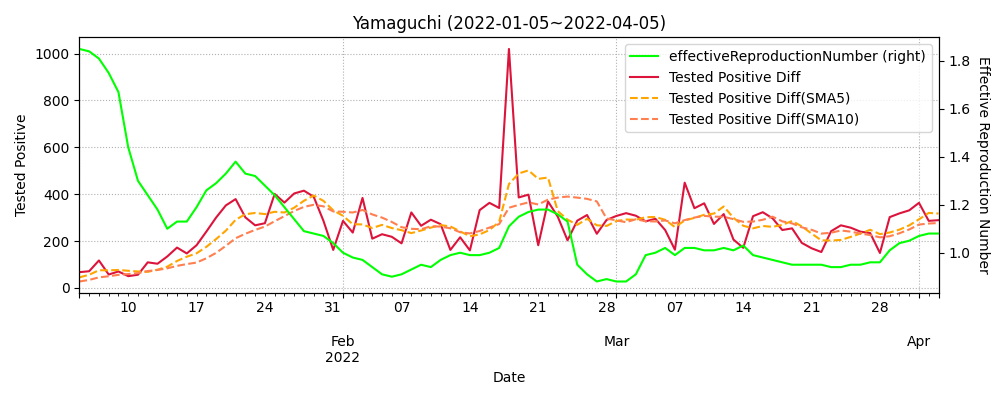 Yamaguchi (2022-01-05~2022-04-05)
effectiveReproductionNumber (right)
Tested Positive Diff
Tested Positive Diff(SMA5)
Tested Positive Diff(SMA10)
Tested Positive
1000
800
600
400
200
0
1.8
1.6
1.4
1.2
1.0
Effective Reproduction Number
10 17 24 31 07 14 21 28 07 14 21 28
Feb Mar Apr
2022
Date